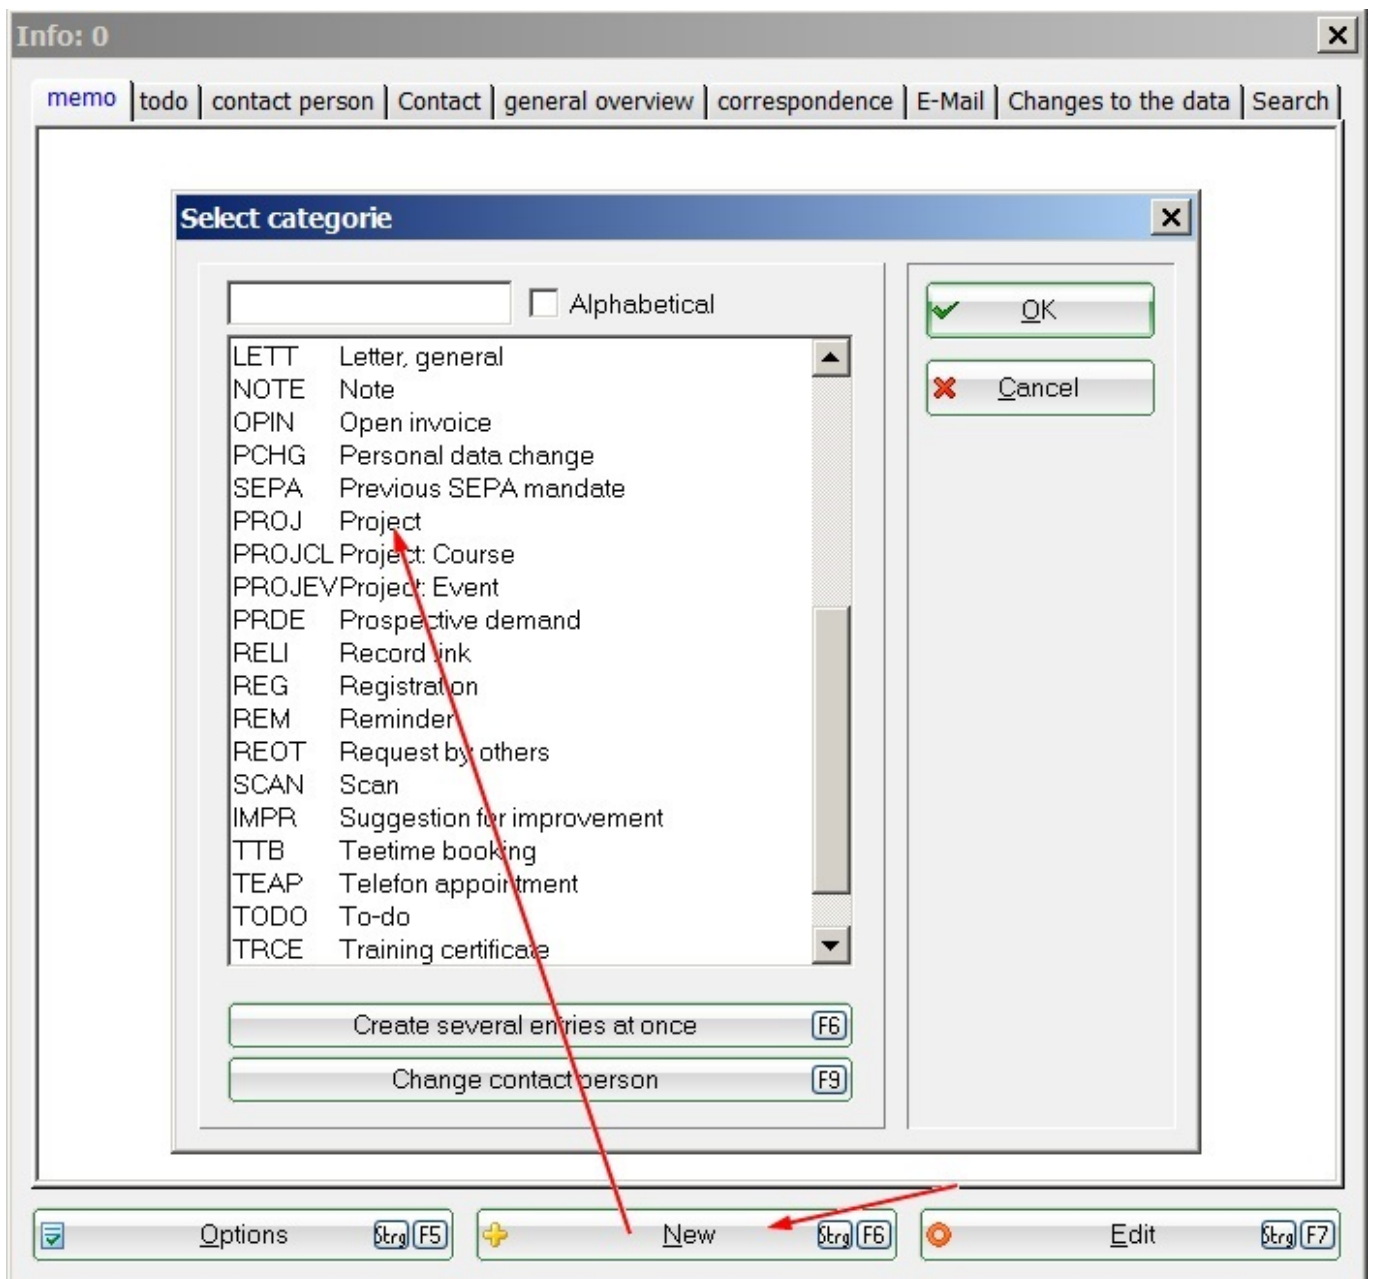 Info: 0
memo todo contact person Contact general overview correspondence E-Mail Changes to the data Search
Select categorie
Alphabetical
OK
Cancel
LETT Letter, general
NOTE Note
OPIN Open invoice
PCHG Personal data change
SEPA Previous SEPA mandate
PROJ Project
PROJCL Project: Course
PROJEV Project: Event
PRDE Prospective demand
RELI Record link
REG Registration
REM Reminder
REOT Request by others
SCAN Scan
IMPR Suggestion for improvement
TTB Teetime booking
TEAP Telefon appointment
TODO To-do
TRCE Training certificate
Create several entries at once F6
Change contact person F9
Options Strg F5 New Strg F6 Edit Strg F7